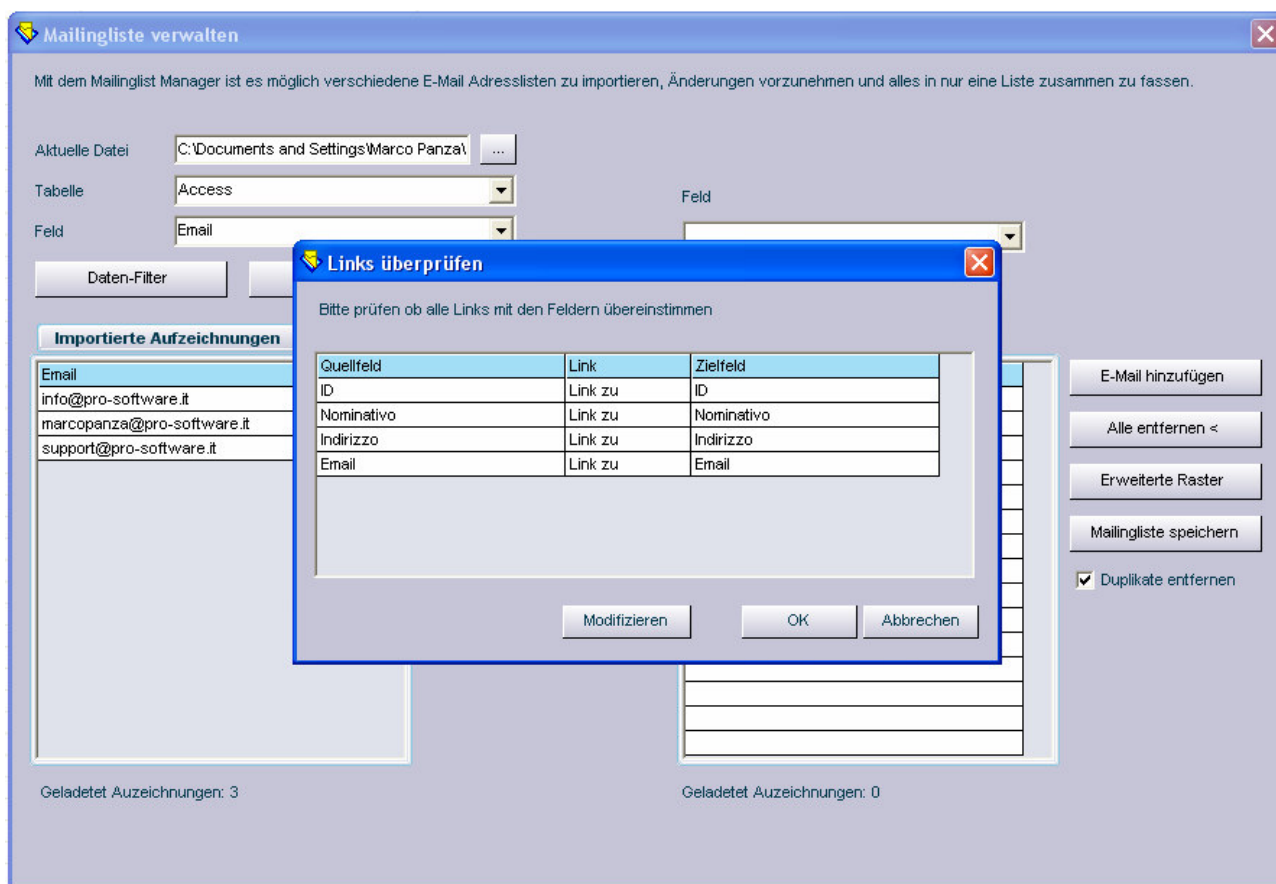 Mailingliste verwalten
Mit dem Mailinglist Manager ist es möglich verschiedene E-Mail Adresslisten zu importieren, Änderungen vorzunehmen und alles in nur eine Liste zusammen zu fassen.
Aktuelle Datei C:\Documents and Settings\Marco Panza\ ...
Tabelle Access
Feld
Feld Email
Daten-Filter
Importierte Aufzeichnungen
Email
info@pro-software.it
marcopanza@pro-software.it
support@pro-software.it
Geladetet Auzeichnungen: 3
Links überprüfen
Bitte prüfen ob alle Links mit den Feldern übereinstimmen
Quellfeld Link Zielfeld
ID Link zu ID
Nominativo Link zu Nominativo
Indirizzo Link zu Indirizzo
Email Link zu Email
Modifizieren OK Abbrechen
E-Mail hinzufügen
Alle entfernen <
Erweiterte Raster
Mailingliste speichern
Duplikate entfernen
Geladetet Auzeichnungen: 0